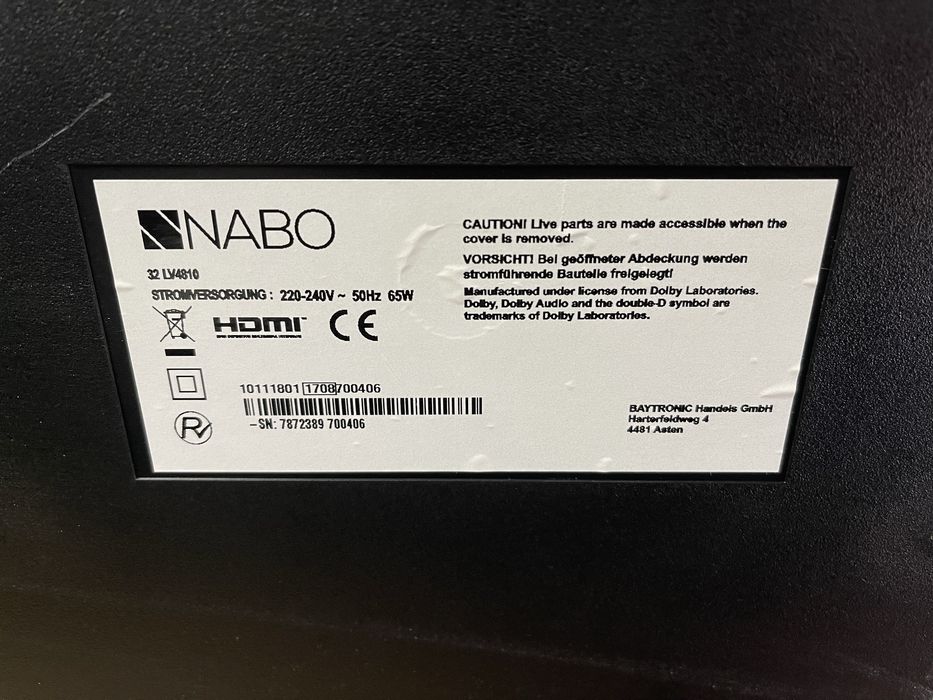 NABO
32 LV4810
STROMVERSORGUNG : 220-240V ~ 50Hz 65W
HDMI CE
10111801 1708 700406
-SN: 7872389 700406
R
CAUTION! Live parts are made accessible when the
cover is removed.
VORSICHT! Bei geöffneter Abdeckung werden
stromführende Bauteile freigelegt!
Manufactured under license from Dolby Laboratories.
Dolby, Dolby Audio and the double-D symbol are
trademarks of Dolby Laboratories.
BAYTRONIC Handels GmbH
Harterfeldweg 4
4481 Asten